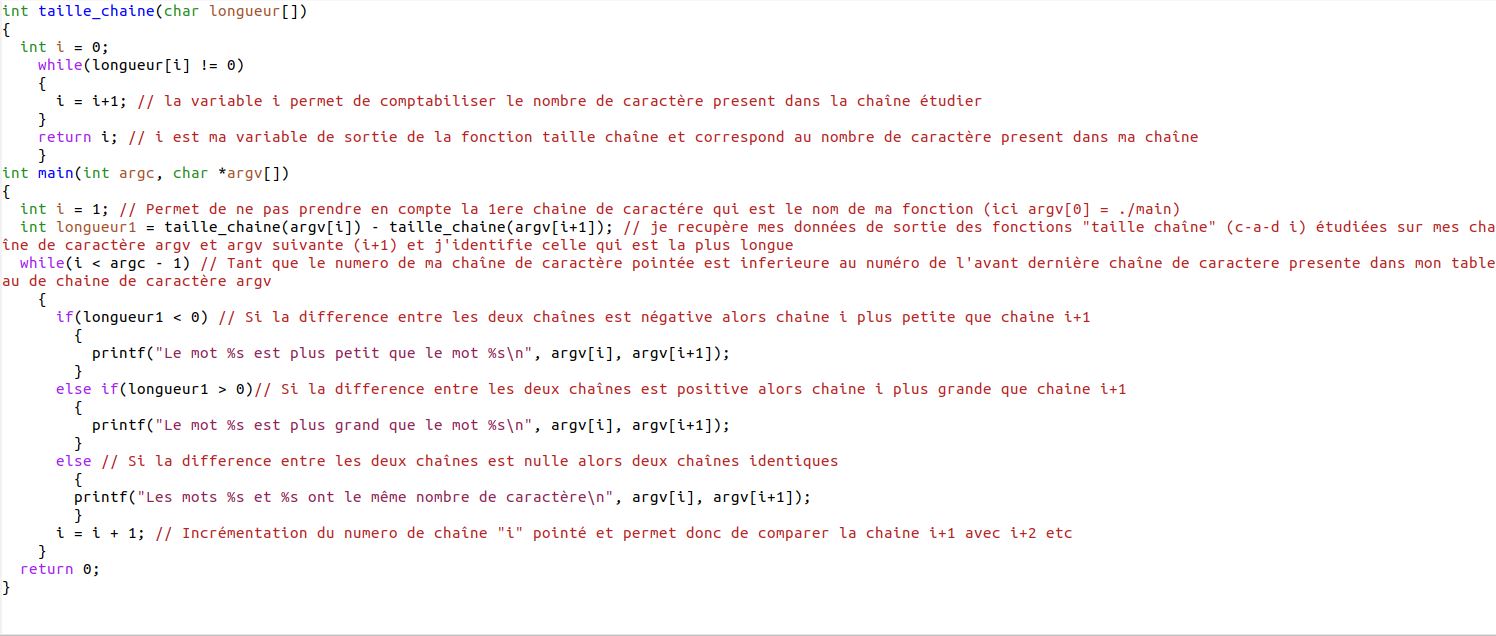 int taille_chaine(char longueur[])
{
  int i = 0;
    while(longueur[i] != 0)
    {
      i = i+1; // la variable i permet de comptabiliser le nombre de caractère present dans la chaîne étudier
    }
    return i; // i est ma variable de sortie de la fonction taille chaîne et correspond au nombre de caractère present dans ma chaîne
    }
int main(int argc, char *argv[])
{
  int i = 1; // Permet de ne pas prendre en compte la 1ere chaine de caractére qui est le nom de ma fonction (ici argv[0] = ./main)
  int longueur1 = taille_chaine(argv[i]) - taille_chaine(argv[i+1]); // je recupère mes données de sortie des fonctions "taille chaîne" (c-a-d i) étudiées sur mes cha
îne de caractère argv et argv suivante (i+1) et j'identifie celle qui est la plus longue
  while(i < argc - 1) // Tant que le numero de ma chaîne de caractère pointée est inferieure au numéro de l'avant dernière chaîne de caractere presente dans mon table
au de chaine de caractère argv
    {
      if(longueur1 < 0) // Si la difference entre les deux chaînes est négative alors chaine i plus petite que chaine i+1
        {
          printf("Le mot %s est plus petit que le mot %s\n", argv[i], argv[i+1]);
        }
      else if(longueur1 > 0)// Si la difference entre les deux chaînes est positive alors chaine i plus grande que chaine i+1
        {
          printf("Le mot %s est plus grand que le mot %s\n", argv[i], argv[i+1]);
        }
      else // Si la difference entre les deux chaînes est nulle alors deux chaînes identiques
        {
        printf("Les mots %s et %s ont le même nombre de caractère\n", argv[i], argv[i+1]);
        }
      i = i + 1; // Incrémentation du numero de chaîne "i" pointé et permet donc de comparer la chaine i+1 avec i+2 etc
    }
  return 0;
}